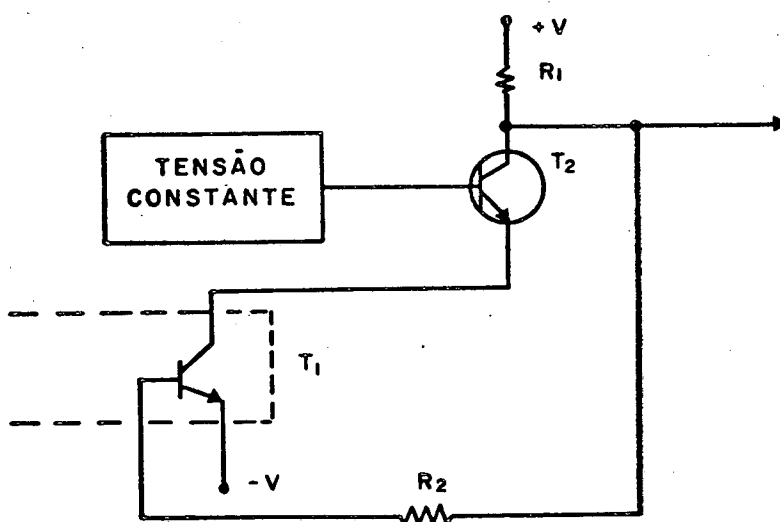 +V
R1
T2
TENSÃO
CONSTANTE
T1
-V
R2